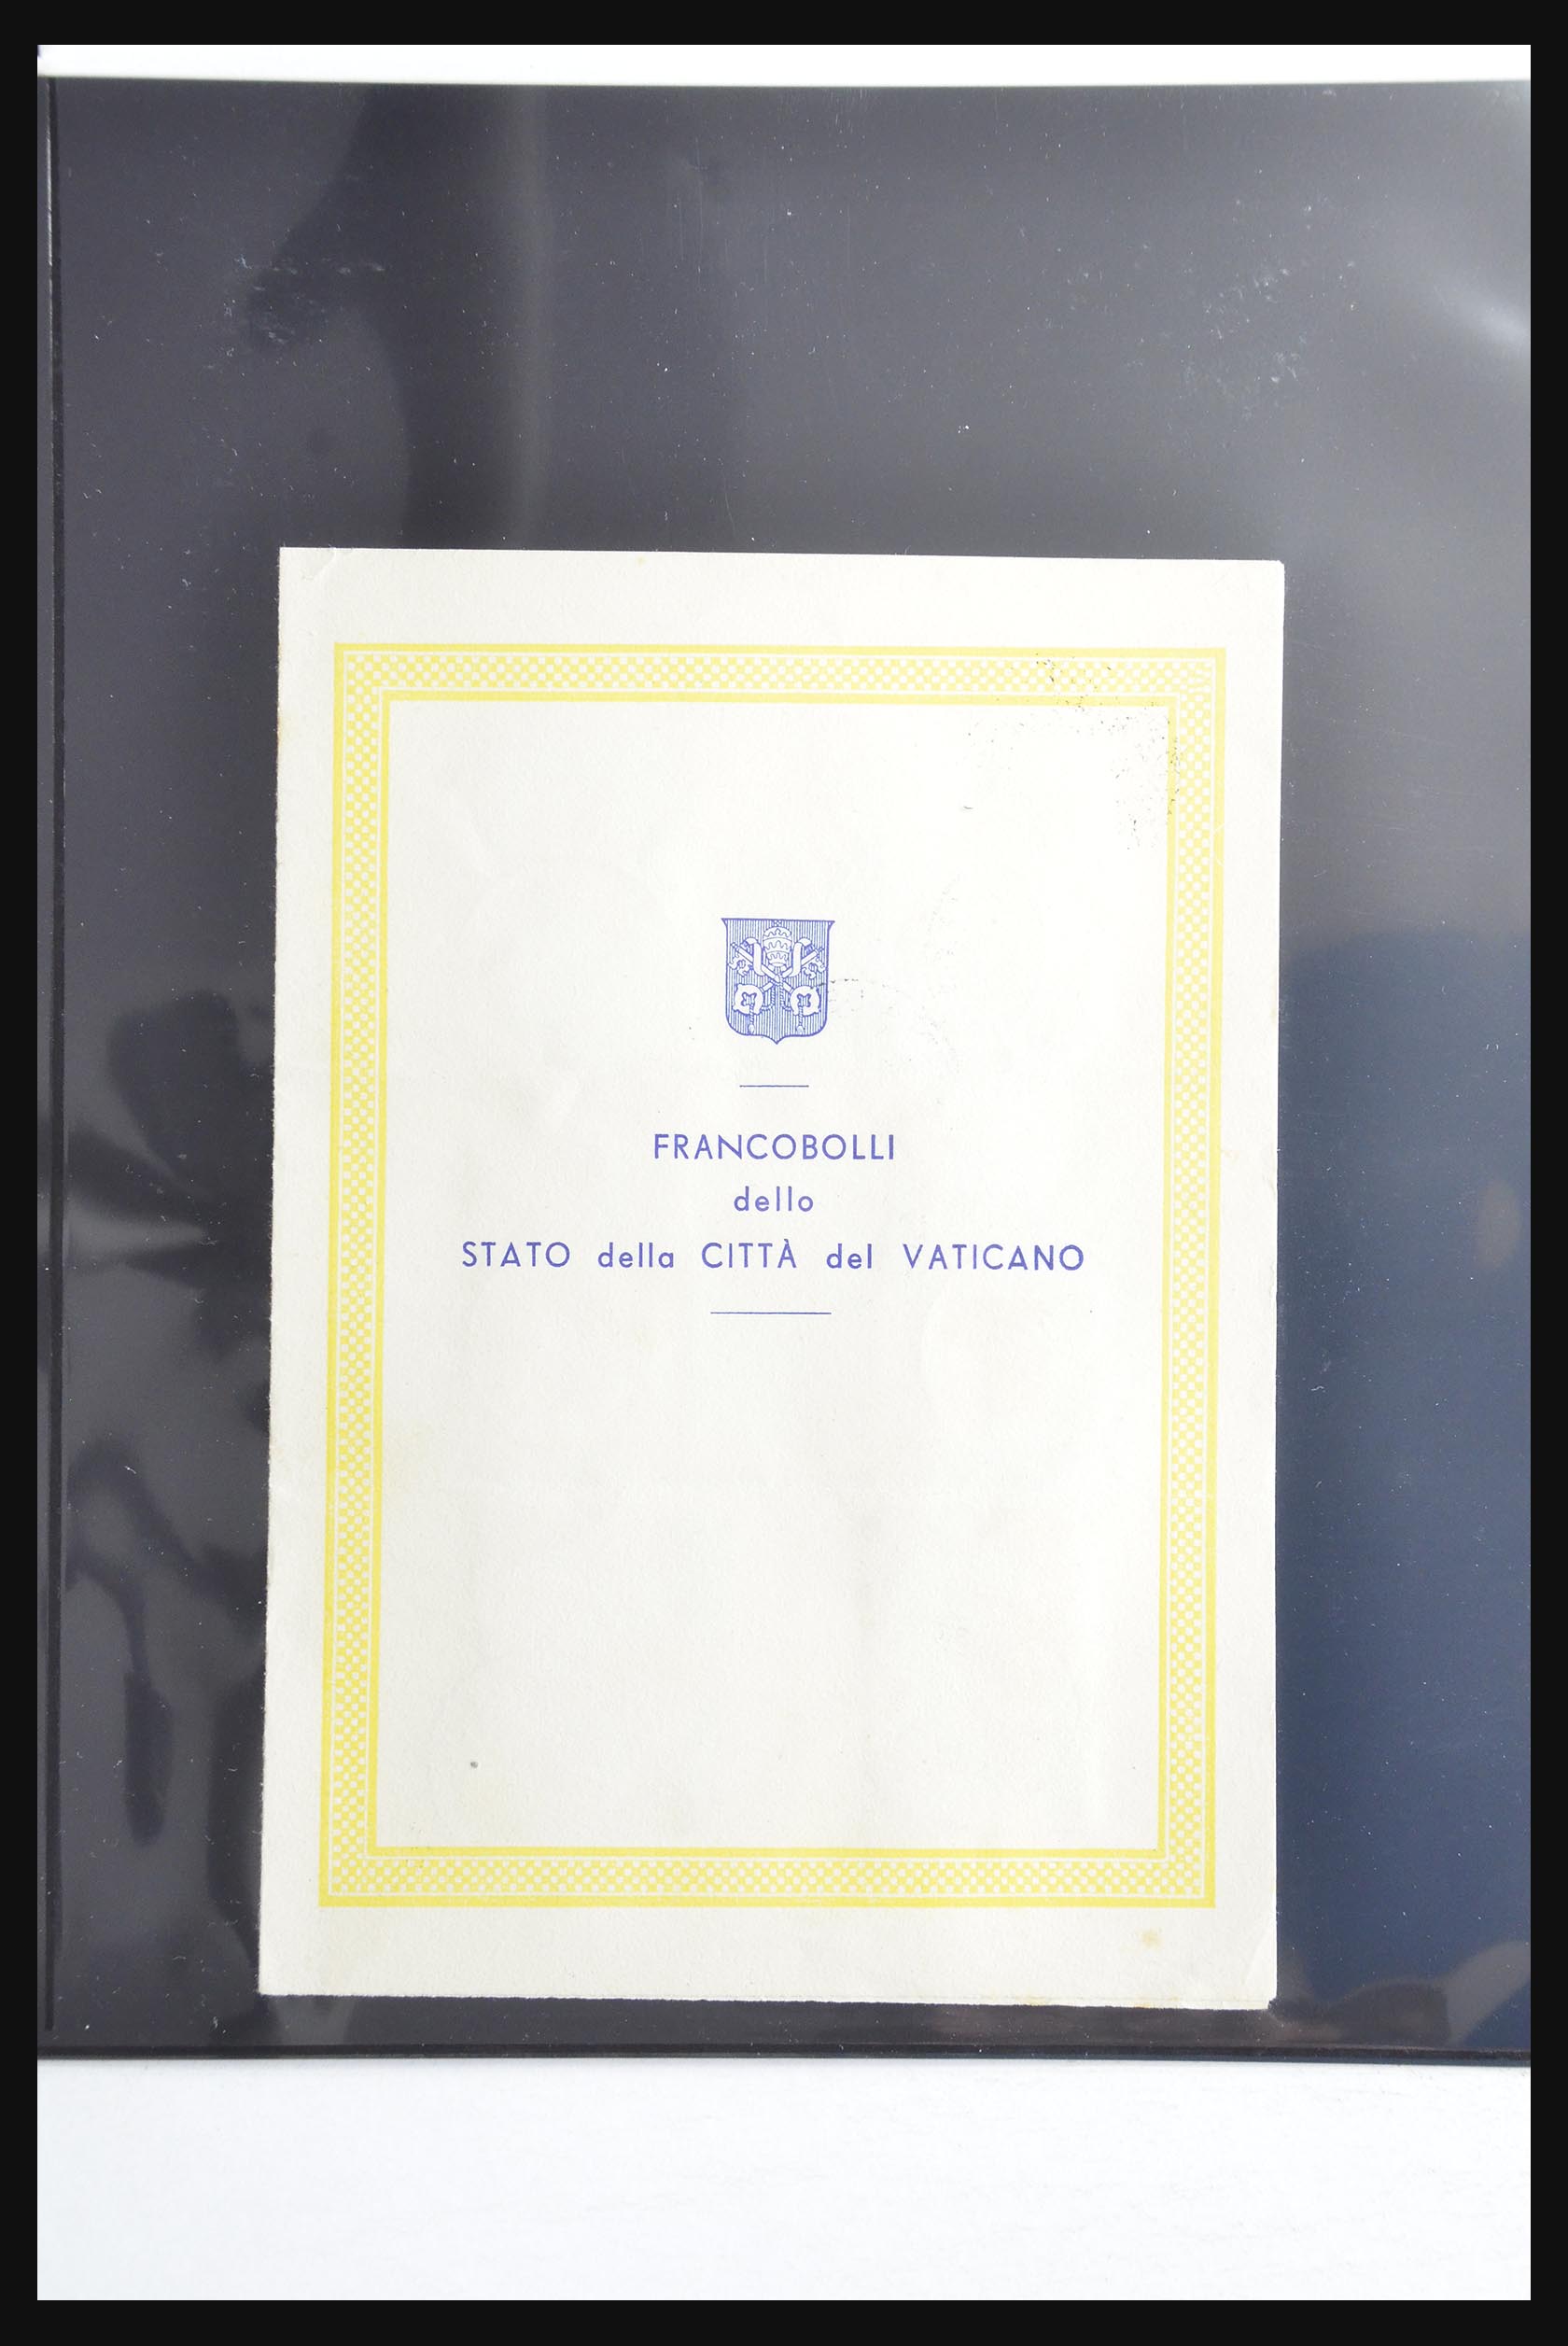 FRANCOBOLLI
dello
STATO della CITTÀ del VATICANO